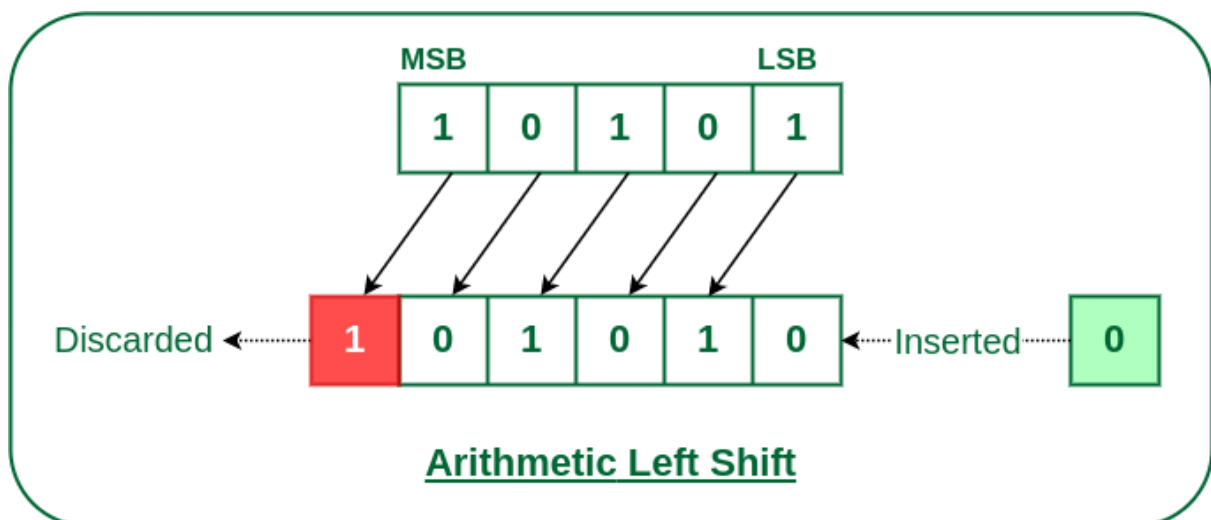 MSB LSB
1 0 1 0 1
Discarded 1 0 1 0 1 0 Inserted 0
Arithmetic Left Shift